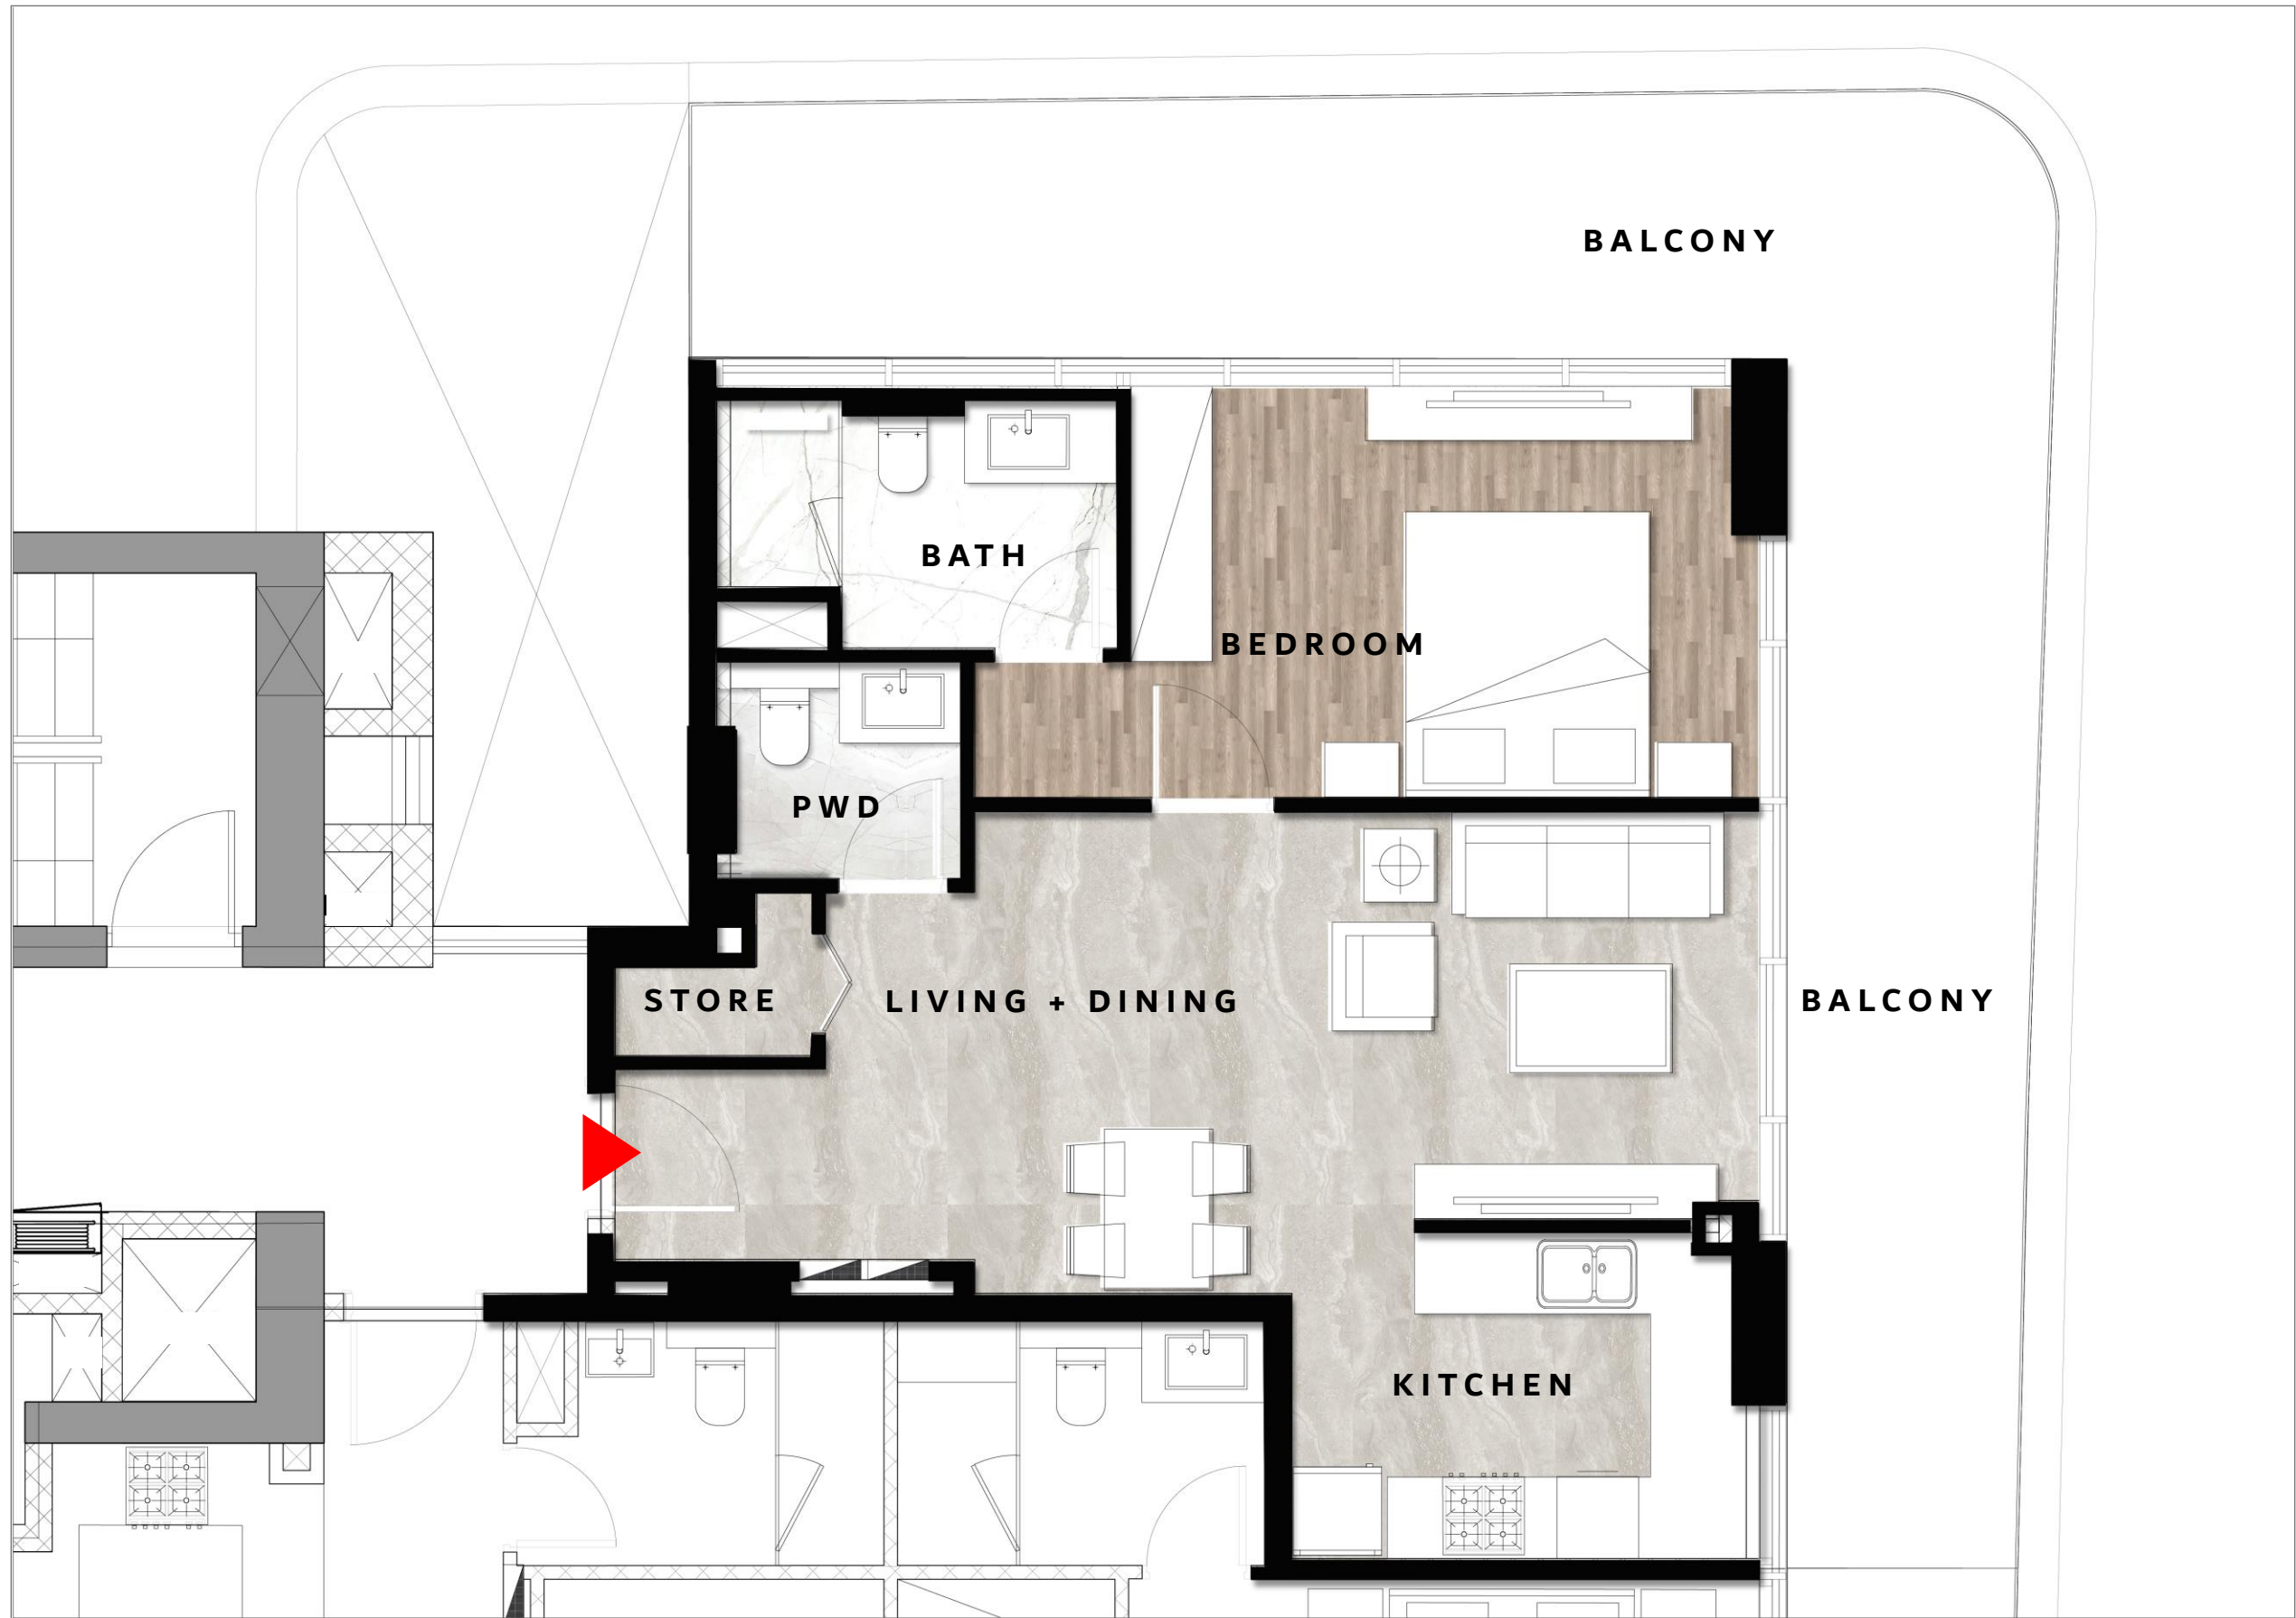 BALCONY
BATH
BEDROOM
PWD
STORE
LIVING + DINING
BALCONY
KITCHEN